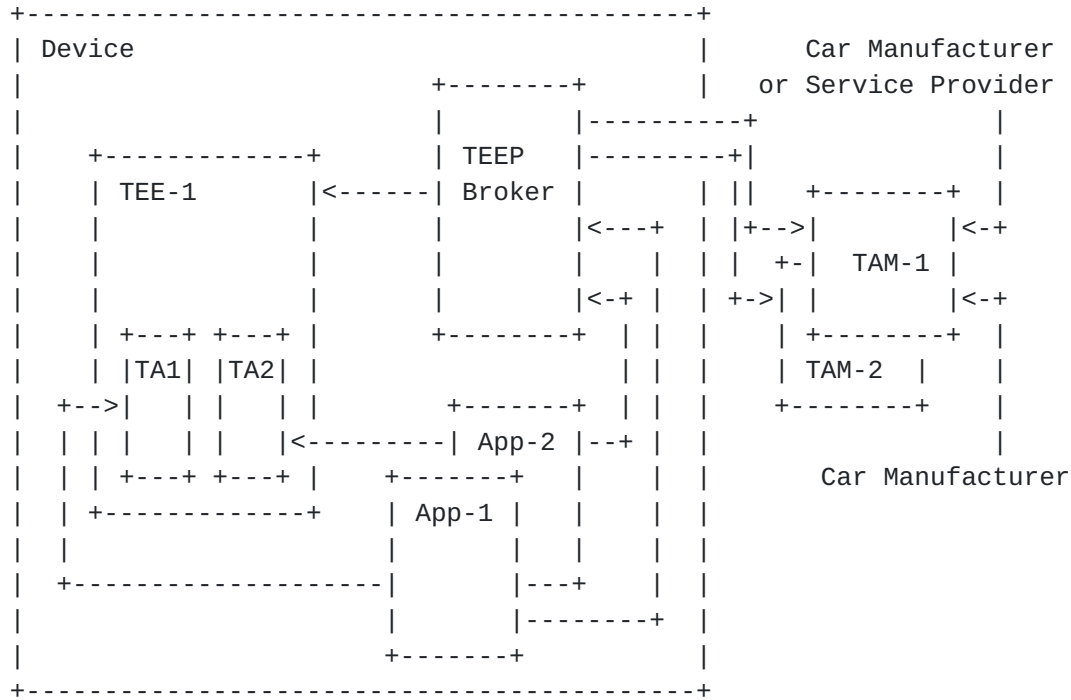 Device
Car Manufacturer
or Service Provider
TEEP
Broker
TEE-1
TAM-1
TA1 TA2
TAM-2
App-2
Car Manufacturer
App-1